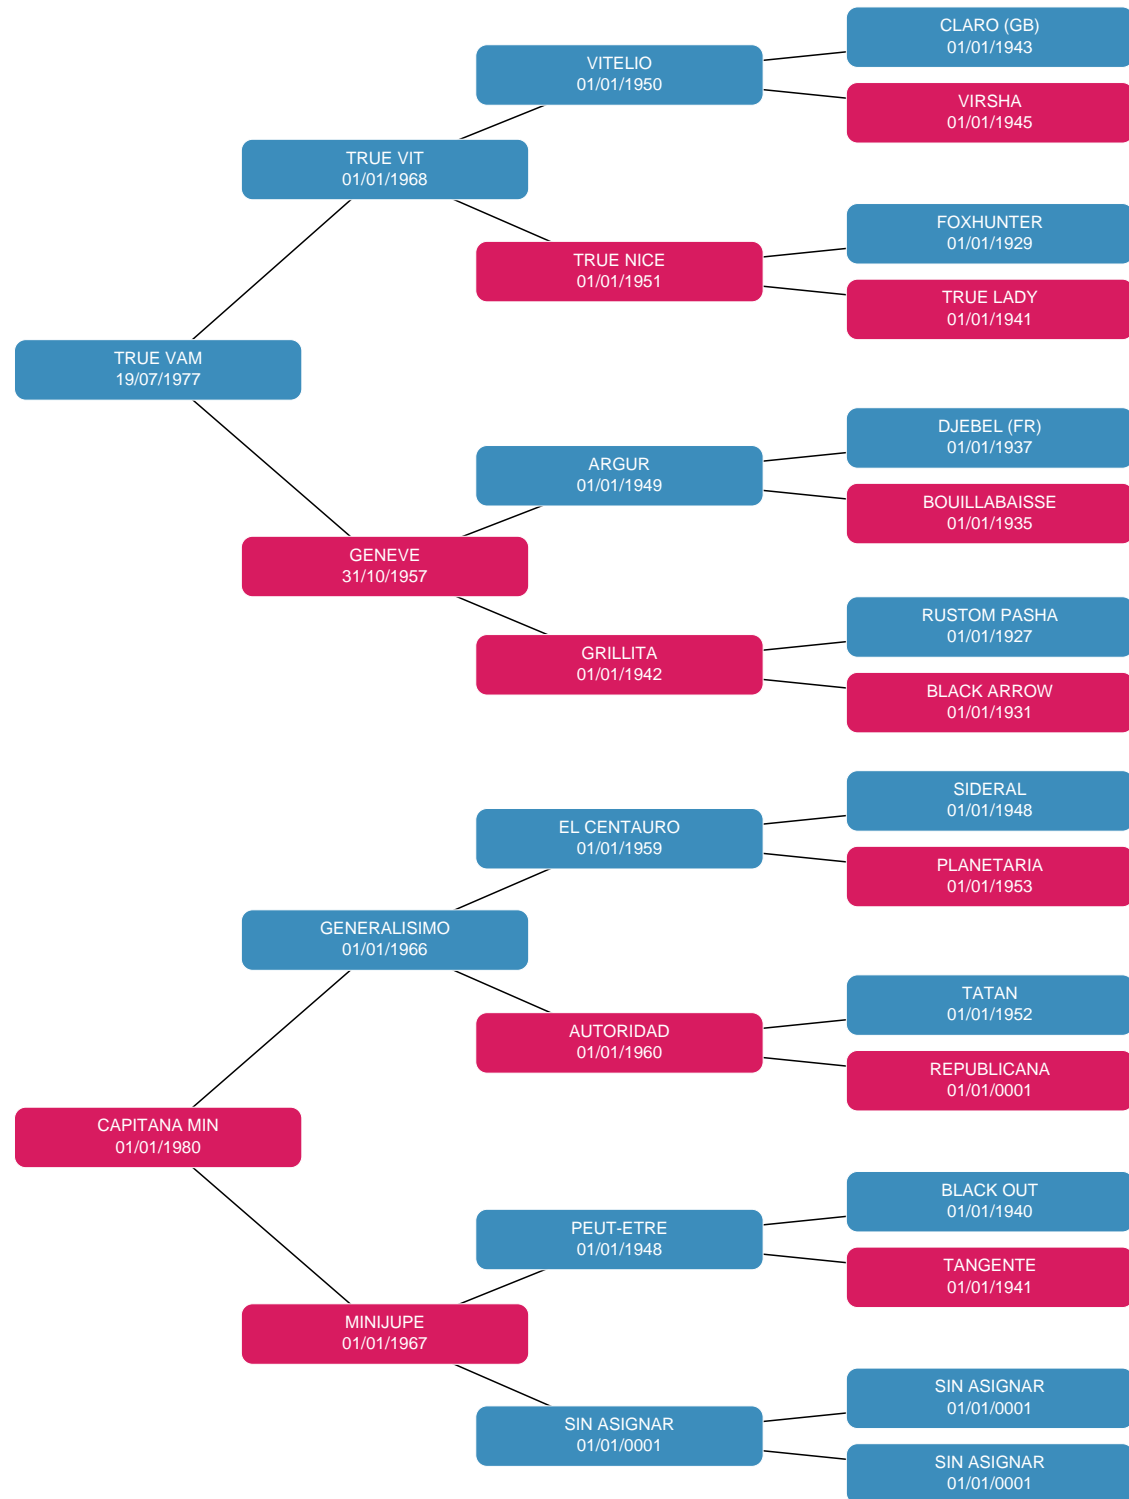 CLARO (GB)
01/01/1943
VITELIO
01/01/1950
VIRSHA
01/01/1945
TRUE VIT
01/01/1968
FOXHUNTER
01/01/1929
TRUE NICE
01/01/1951
TRUE LADY
01/01/1941
TRUE VAM
19/07/1977
DJEBEL (FR)
01/01/1937
ARGUR
01/01/1949
BOUILLABAISSE
01/01/1935
GENEVE
31/10/1957
RUSTOM PASHA
01/01/1927
GRILLITA
01/01/1942
BLACK ARROW
01/01/1931
SIDERAL
01/01/1948
EL CENTAURO
01/01/1959
PLANETARIA
01/01/1953
GENERALISIMO
01/01/1966
TATAN
01/01/1952
AUTORIDAD
01/01/1960
REPUBLICANA
01/01/0001
CAPITANA MIN
01/01/1980
BLACK OUT
01/01/1940
PEUT-ETRE
01/01/1948
TANGENTE
01/01/1941
MINIJUPE
01/01/1967
SIN ASIGNAR
01/01/0001
SIN ASIGNAR
01/01/0001
SIN ASIGNAR
01/01/0001